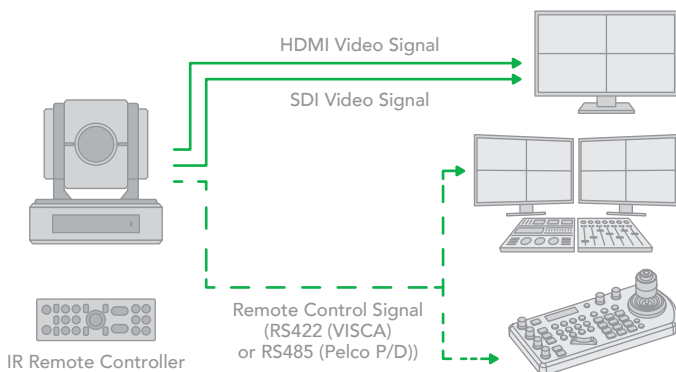 HDMI Video Signal
SDI Video Signal
Remote Control Signal
(RS422 (VISCA)
or RS485 (Pelco P/D))
IR Remote Controller